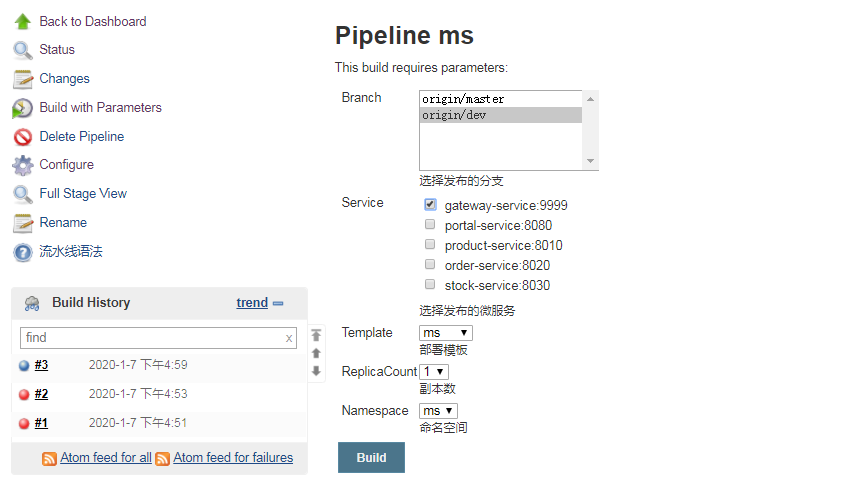 Back to Dashboard
Status
Changes
Build with Parameters
Delete Pipeline
Configure
Full Stage View
Rename
流水线语法
Build History
trend
find
x
#3 2020-1-7 下午4:59
#2 2020-1-7 下午4:53
#1 2020-1-7 下午4:51
Atom feed for all Atom feed for failures
Pipeline ms
This build requires parameters:
Branch
origin/master
origin/dev
选择发布的分支
Service
gateway-service:9999
portal-service:8080
product-service:8010
order-service:8020
stock-service:8030
选择发布的微服务
Template ms
部署模板
ReplicaCount 1
副本数
Namespace ms
命名空间
Build